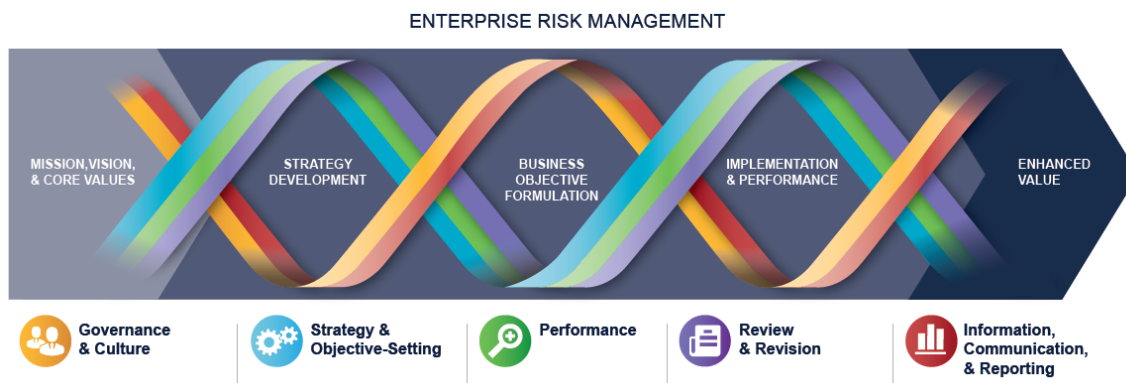 ENTERPRISE RISK MANAGEMENT
MISSION,VISION,
& CORE VALUES
STRATEGY
DEVELOPMENT
BUSINESS
OBJECTIVE
FORMULATION
IMPLEMENTATION
& PERFORMANCE
ENHANCED
VALUE
Governance
& Culture
Strategy &
Objective-Setting
Performance
Review
& Revision
Information,
Communication,
& Reporting